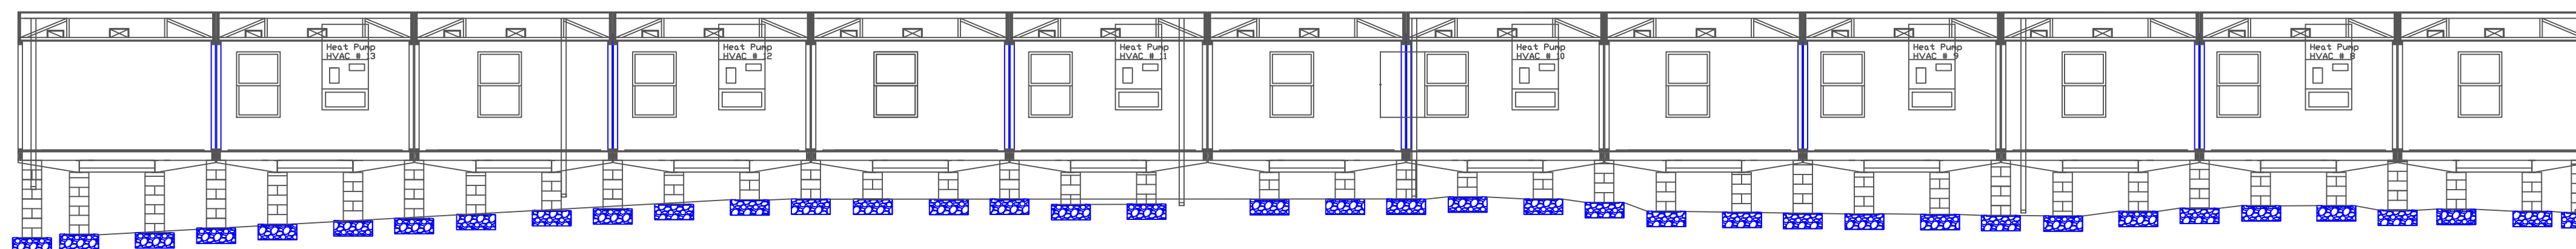 Heat Pump
HVAC # 13
Heat Pump
HVAC # 12
Heat Pump
HVAC # 11
Heat Pump
HVAC # 10
Heat Pump
HVAC # 9
Heat Pump
HVAC # 8